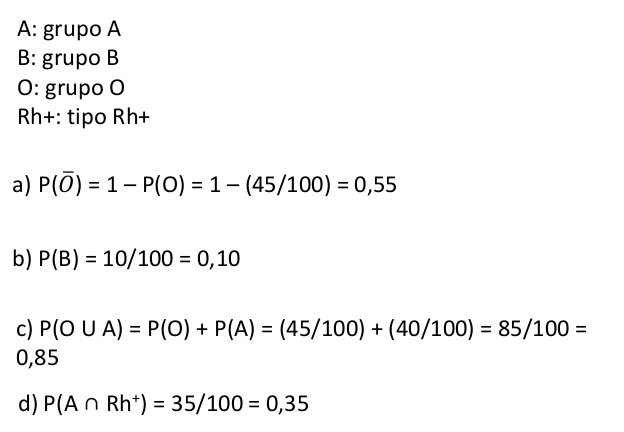 A: grupo A
B: grupo B
O: grupo O
Rh+: tipo Rh+
a) P(Ō) = 1 – P(O) = 1 – (45/100) = 0,55
b) P(B) = 10/100 = 0,10
c) P(O U A) = P(O) + P(A) = (45/100) + (40/100) = 85/100 =
0,85
d) P(A ∩ Rh⁺) = 35/100 = 0,35